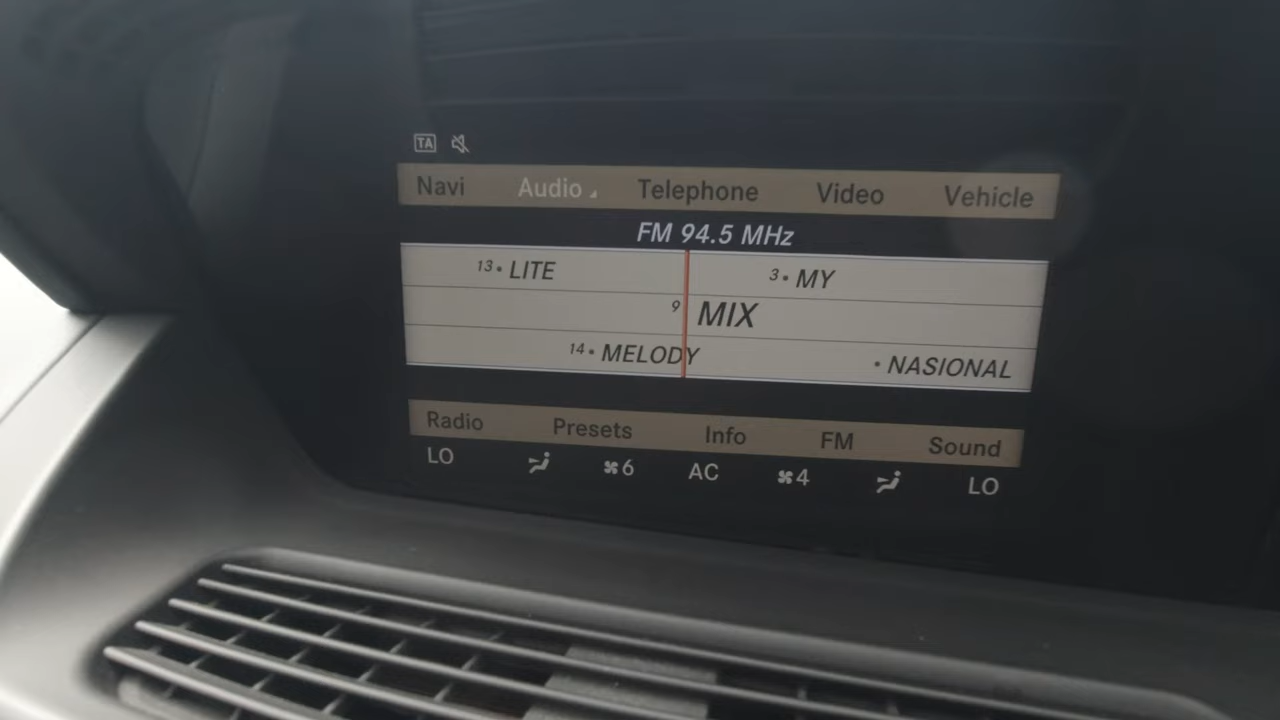 TA
Navi Audio Telephone Video Vehicle
FM 94.5 MHz
13• LITE 3• MY
9 MIX
14• MELODY • NASIONAL
Radio Presets Info FM Sound
LO 6 AC 4 LO